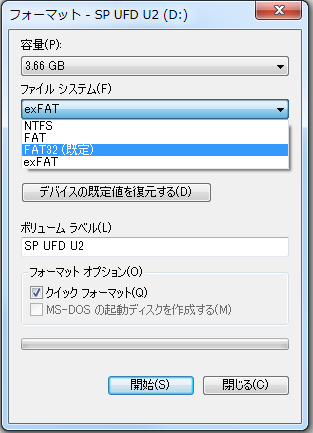 フォーマット - SP UFD U2 (D:)
容量(P):
3.66 GB
ファイル システム(F)
exFAT
NTFS
FAT
FAT32 (既定)
exFAT
デバイスの既定値を復元する(D)
ボリューム ラベル(L)
SP UFD U2
フォーマット オプション(O)
クイック フォーマット(Q)
MS-DOS の起動ディスクを作成する(M)
開始(S)
閉じる(C)